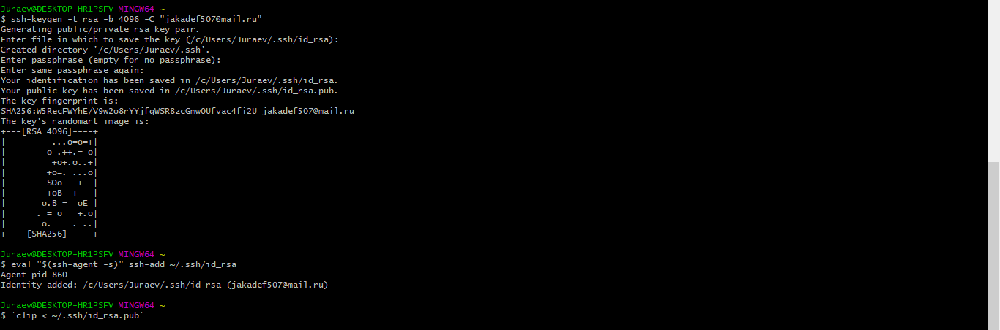 Juraev@DESKTOP-HR1PSFV MINGW64 ~
$ ssh-keygen -t rsa -b 4096 -C "jakadef507@mail.ru"
Generating public/private rsa key pair.
Enter file in which to save the key (/c/Users/Juraev/.ssh/id_rsa):
Created directory '/c/Users/Juraev/.ssh'.
Enter passphrase (empty for no passphrase):
Enter same passphrase again:
Your identification has been saved in /c/Users/Juraev/.ssh/id_rsa.
Your public key has been saved in /c/Users/Juraev/.ssh/id_rsa.pub.
The key fingerprint is:
SHA256:W5RecFWYhE/V9w2o8rYYjfqWSR8zcGmwOUfvac4fi2U jakadef507@mail.ru
The key's randomart image is:
+---[RSA 4096]----+
|         ...o=o=+|
|        o .++.= o|
|         +o+.o..+|
|        +o=. ...o|
|        SOo   +  |
|        +oB  +   |
|       o.B =  oE |
|      . = o   +.o|
|       o.    . ..|
+----[SHA256]-----+

Juraev@DESKTOP-HR1PSFV MINGW64 ~
$ eval "$(ssh-agent -s)" ssh-add ~/.ssh/id_rsa
Agent pid 860
Identity added: /c/Users/Juraev/.ssh/id_rsa (jakadef507@mail.ru)

Juraev@DESKTOP-HR1PSFV MINGW64 ~
$ `clip < ~/.ssh/id_rsa.pub`